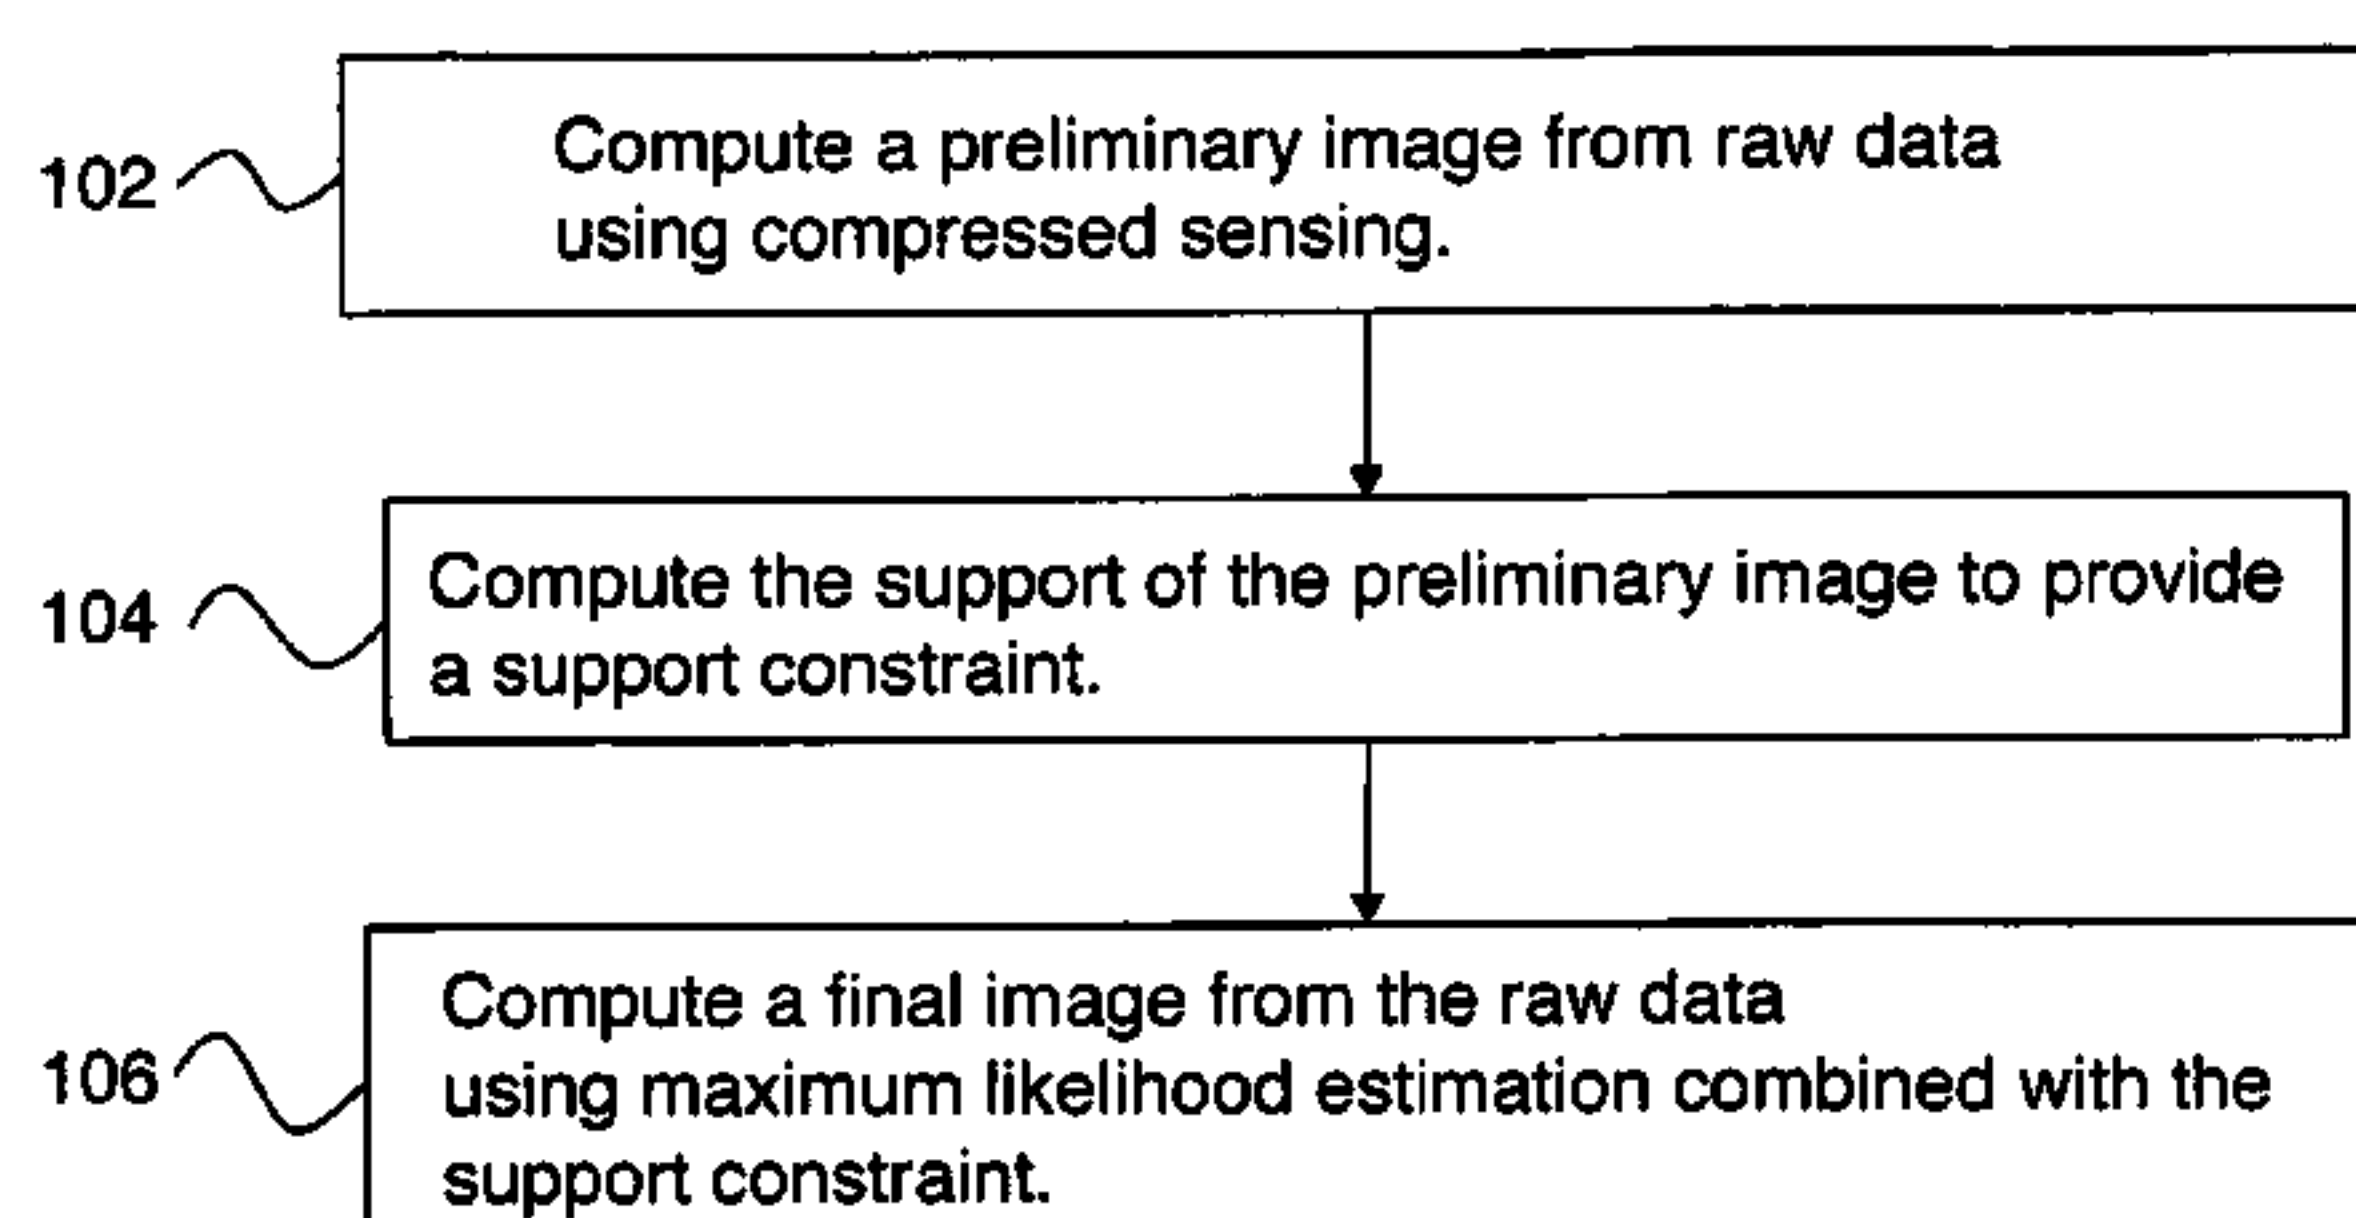 102
Compute a preliminary image from raw data
using compressed sensing.
104
Compute the support of the preliminary image to provide
a support constraint.
106
Compute a final image from the raw data
using maximum likelihood estimation combined with the
support constraint.